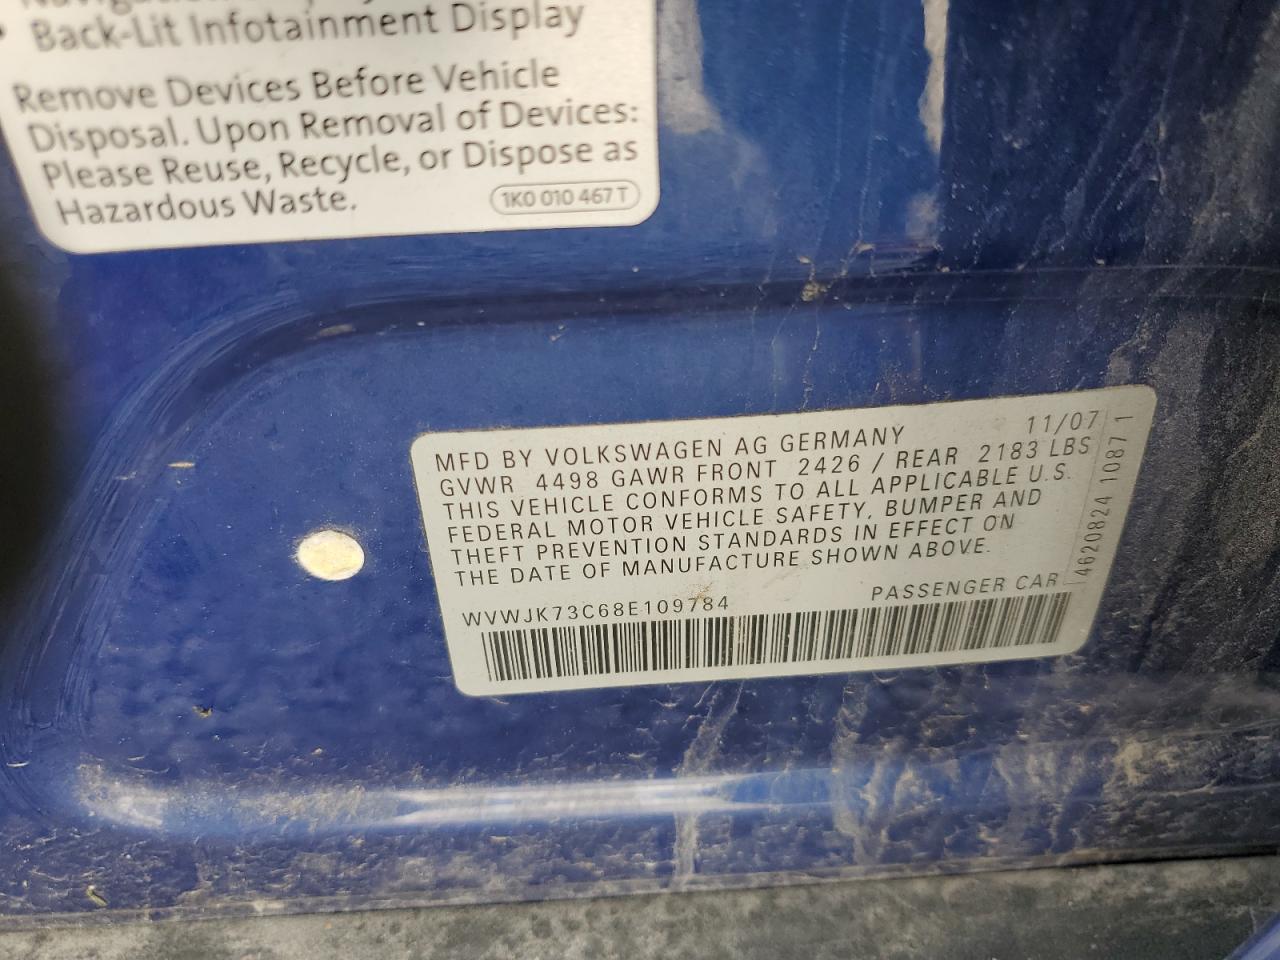 Back-Lit Infotainment Display
Remove Devices Before Vehicle
Disposal. Upon Removal of Devices:
Please Reuse, Recycle, or Dispose as
Hazardous Waste.
1K0 010 467 T
MFD BY VOLKSWAGEN AG GERMANY 11/07
GVWR 4498 GAWR FRONT 2426 / REAR 2183 LBS
THIS VEHICLE CONFORMS TO ALL APPLICABLE U.S.
FEDERAL MOTOR VEHICLE SAFETY, BUMPER AND
THEFT PREVENTION STANDARDS IN EFFECT ON
THE DATE OF MANUFACTURE SHOWN ABOVE.
WVWJK73C68E109784 PASSENGER CAR
4620824 1087 1